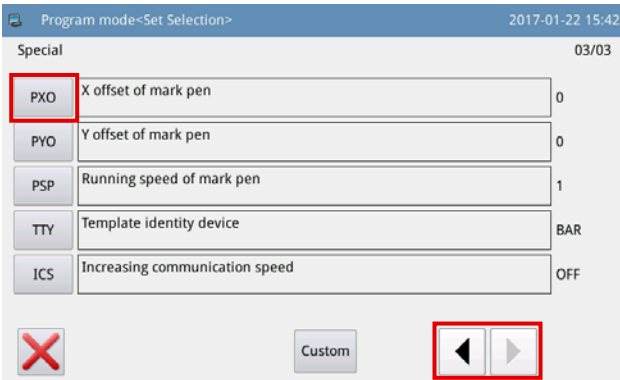 Program mode<Set Selection> 2017-01-22 15:42
Special 03/03
PXO X offset of mark pen 0
PYO Y offset of mark pen 0
PSP Running speed of mark pen 1
TTY Template identity device BAR
ICS Increasing communication speed OFF
Custom